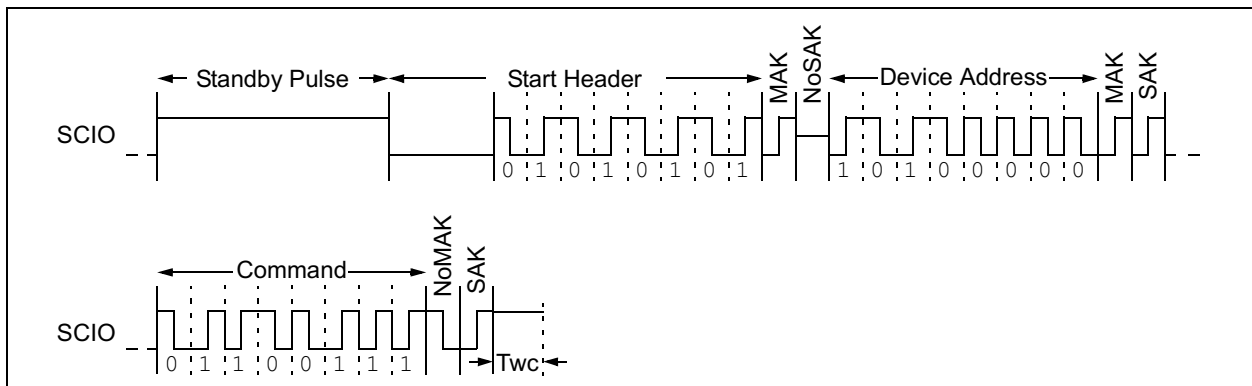 Standby Pulse
Start Header
MAK
NoSAK
Device Address
MAK
SAK
SCIO
0 1 0 1 0 1 0 1
1 0 1 0 0 0 0 0
Command
NoMAK
SAK
SCIO
0 1 1 0 0 1 1 1
Twc